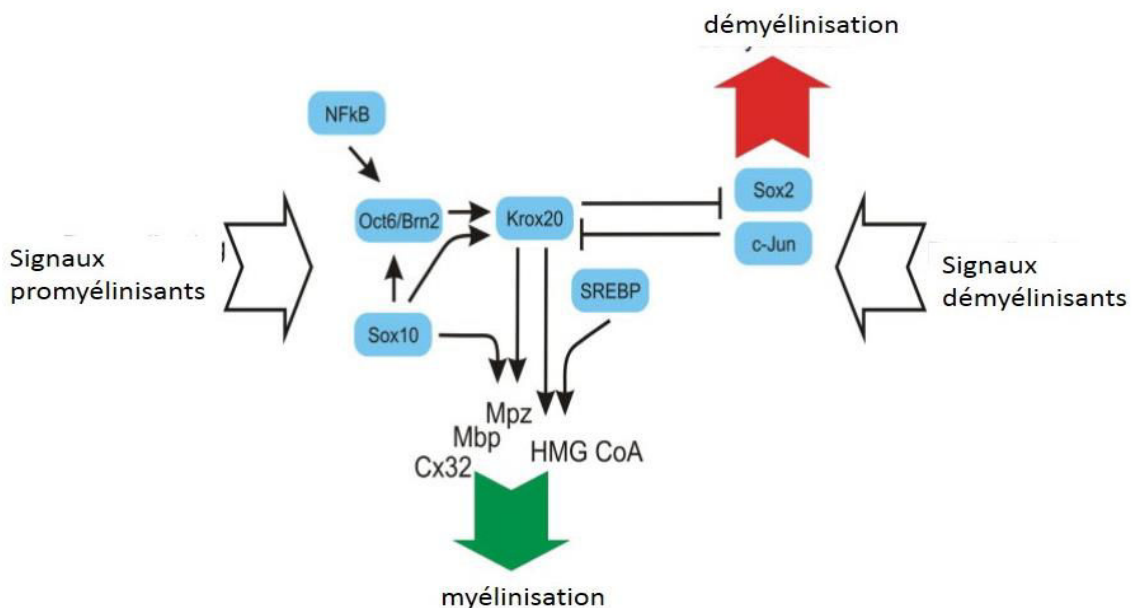 démyélinisation
NFkB
Sox2
Oct6/Brn2
Krox20
c-Jun
Signaux
promyélinisants
Signaux
démyélinisants
SREBP
Sox10
Mpz
Mbp
HMG CoA
Cx32
myélinisation